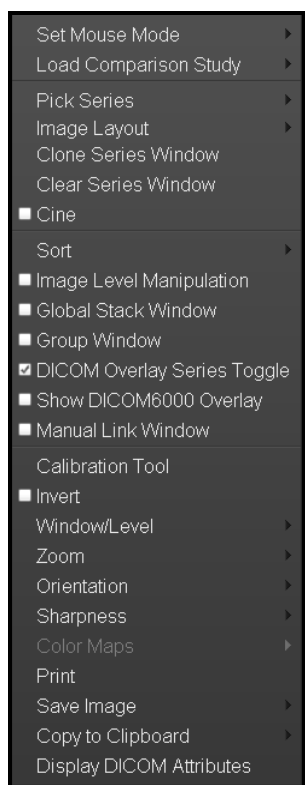 Set Mouse Mode
Load Comparison Study
Pick Series
Image Layout
Clone Series Window
Clear Series Window
Cine
Sort
Image Level Manipulation
Global Stack Window
Group Window
DICOM Overlay Series Toggle
Show DICOM6000 Overlay
Manual Link Window
Calibration Tool
Invert
Window/Level
Zoom
Orientation
Sharpness
Color Maps
Print
Save Image
Copy to Clipboard
Display DICOM Attributes